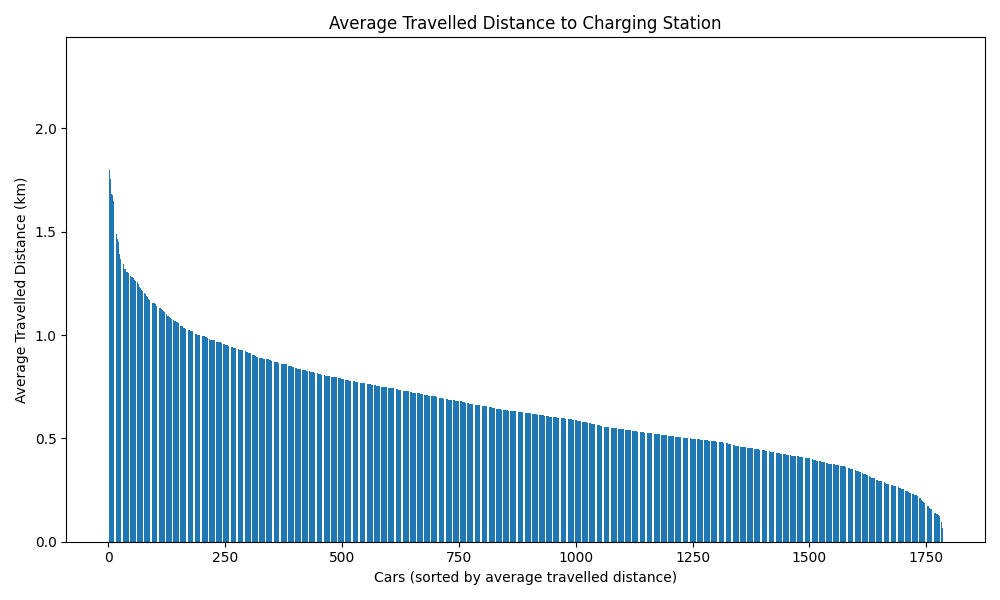 Average Travelled Distance to Charging Station
Average Travelled Distance (km)
2.0
1.5
1.0
0.5
0.0
0 250 500 750 1000 1250 1500 1750
Cars (sorted by average travelled distance)